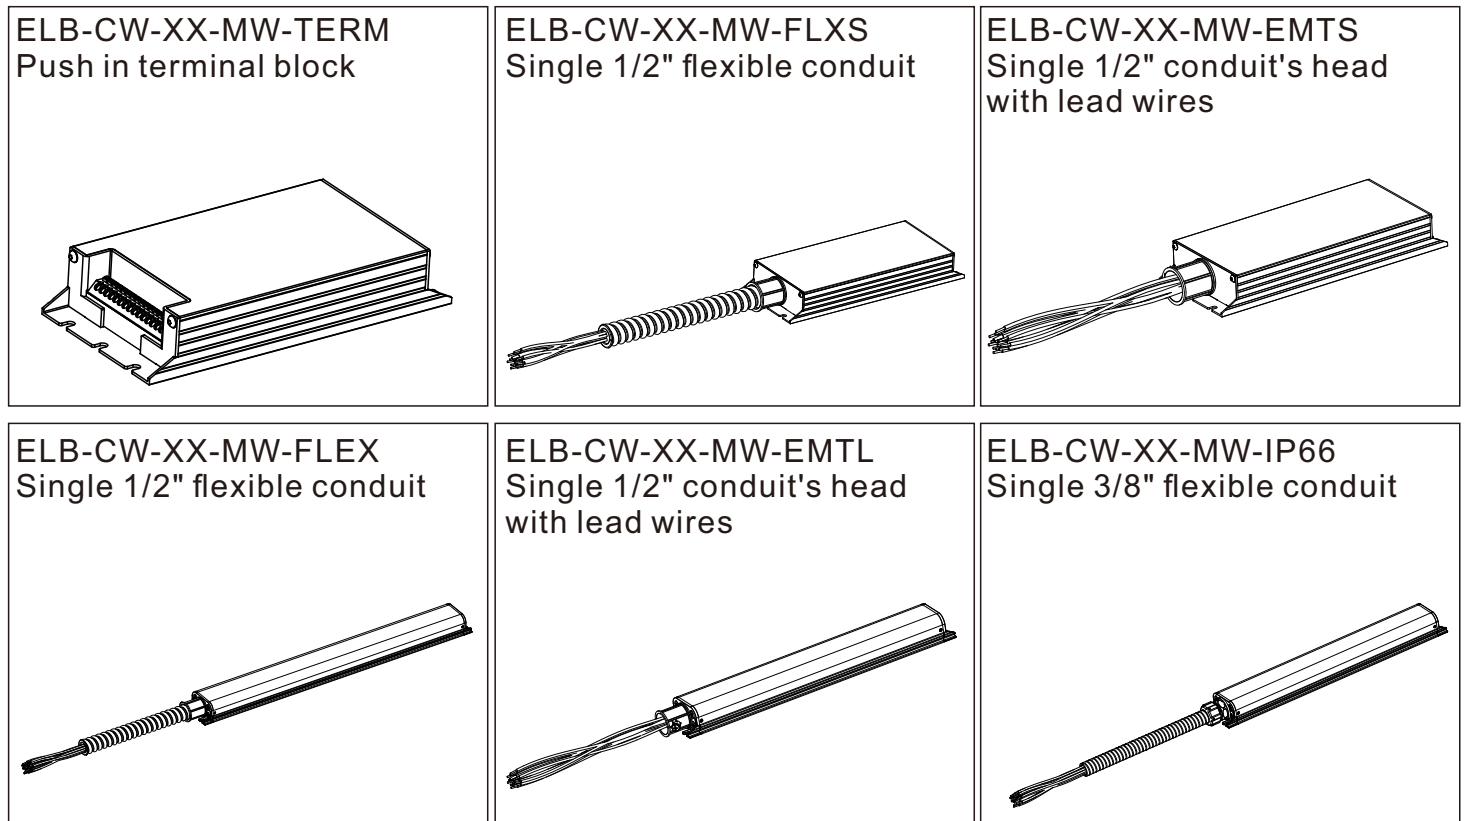 ELB-CW-XX-MW-TERM
Push in terminal block
ELB-CW-XX-MW-FLXS
Single 1/2" flexible conduit
ELB-CW-XX-MW-EMTS
Single 1/2" conduit's head
with lead wires
ELB-CW-XX-MW-FLEX
Single 1/2" flexible conduit
ELB-CW-XX-MW-EMTL
Single 1/2" conduit's head
with lead wires
ELB-CW-XX-MW-IP66
Single 3/8" flexible conduit